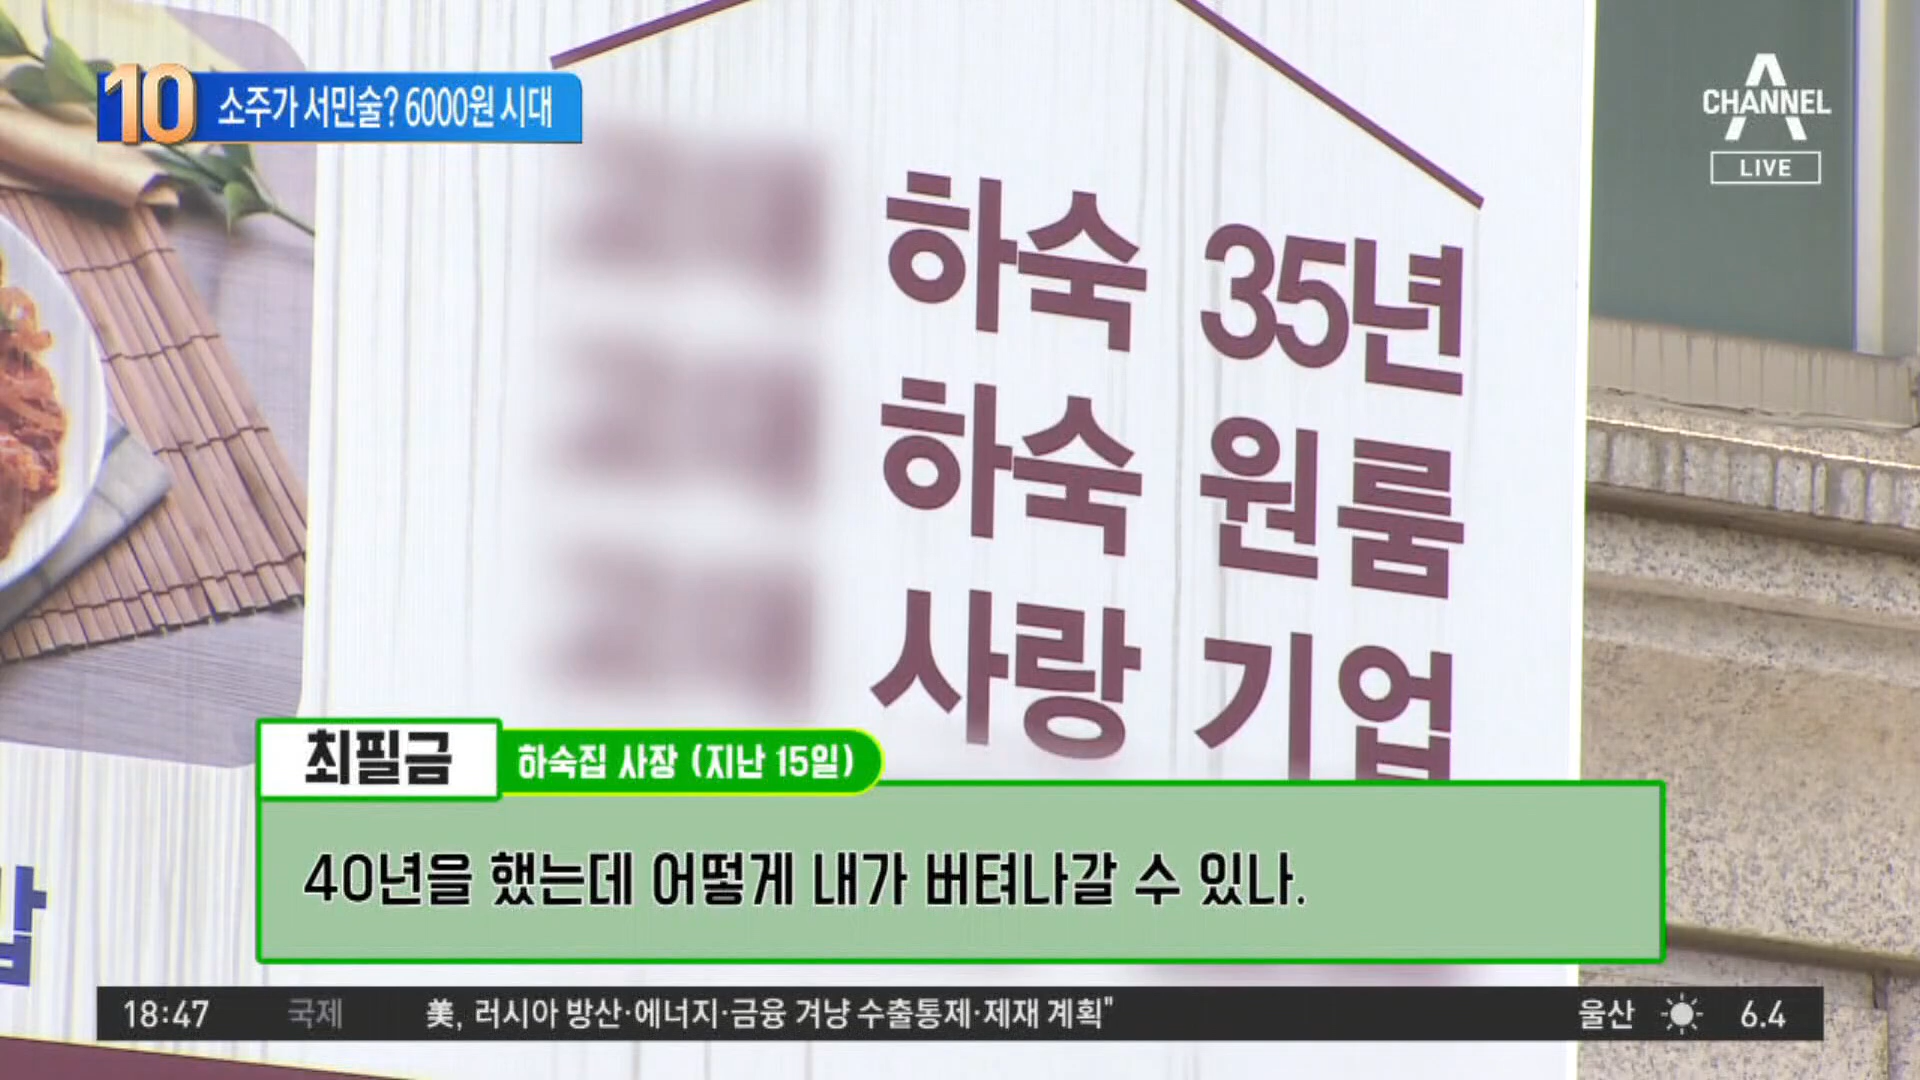 10 소주가 서민술? 6000원 시대
CHANNEL A
LIVE
하숙 35년
하숙 원룸
사랑 기업
최필금
하숙집 사장 (지난 15일)
40년을 했는데 어떻게 내가 버텨나갈 수 있나.
18:47 국제 美, 러시아 방산·에너지·금융 겨냥 수출통제·제재 계획" 울산 6.4